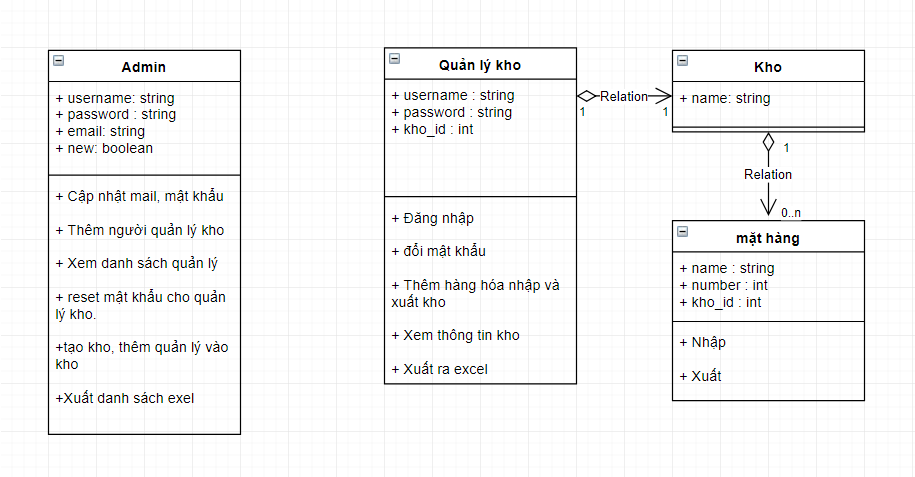 Admin
+ username: string
+ password : string
+ email: string
+ new: boolean
+ Cập nhật mail, mật khẩu
+ Thêm người quản lý kho
+ Xem danh sách quản lý
+ reset mật khẩu cho quản
lý kho.
+tạo kho, thêm quản lý vào
kho
+Xuất danh sách exel
Quản lý kho
+ username : string
+ password : string
+ kho_id : int
+ Đăng nhập
+ đổi mật khẩu
+ Thêm hàng hóa nhập và
xuất kho
+ Xem thông tin kho
+ Xuất ra excel
Relation
1
1
Kho
+ name: string
1
Relation
0..n
mặt hàng
+ name : string
+ number : int
+ kho_id : int
+ Nhập
+ Xuất